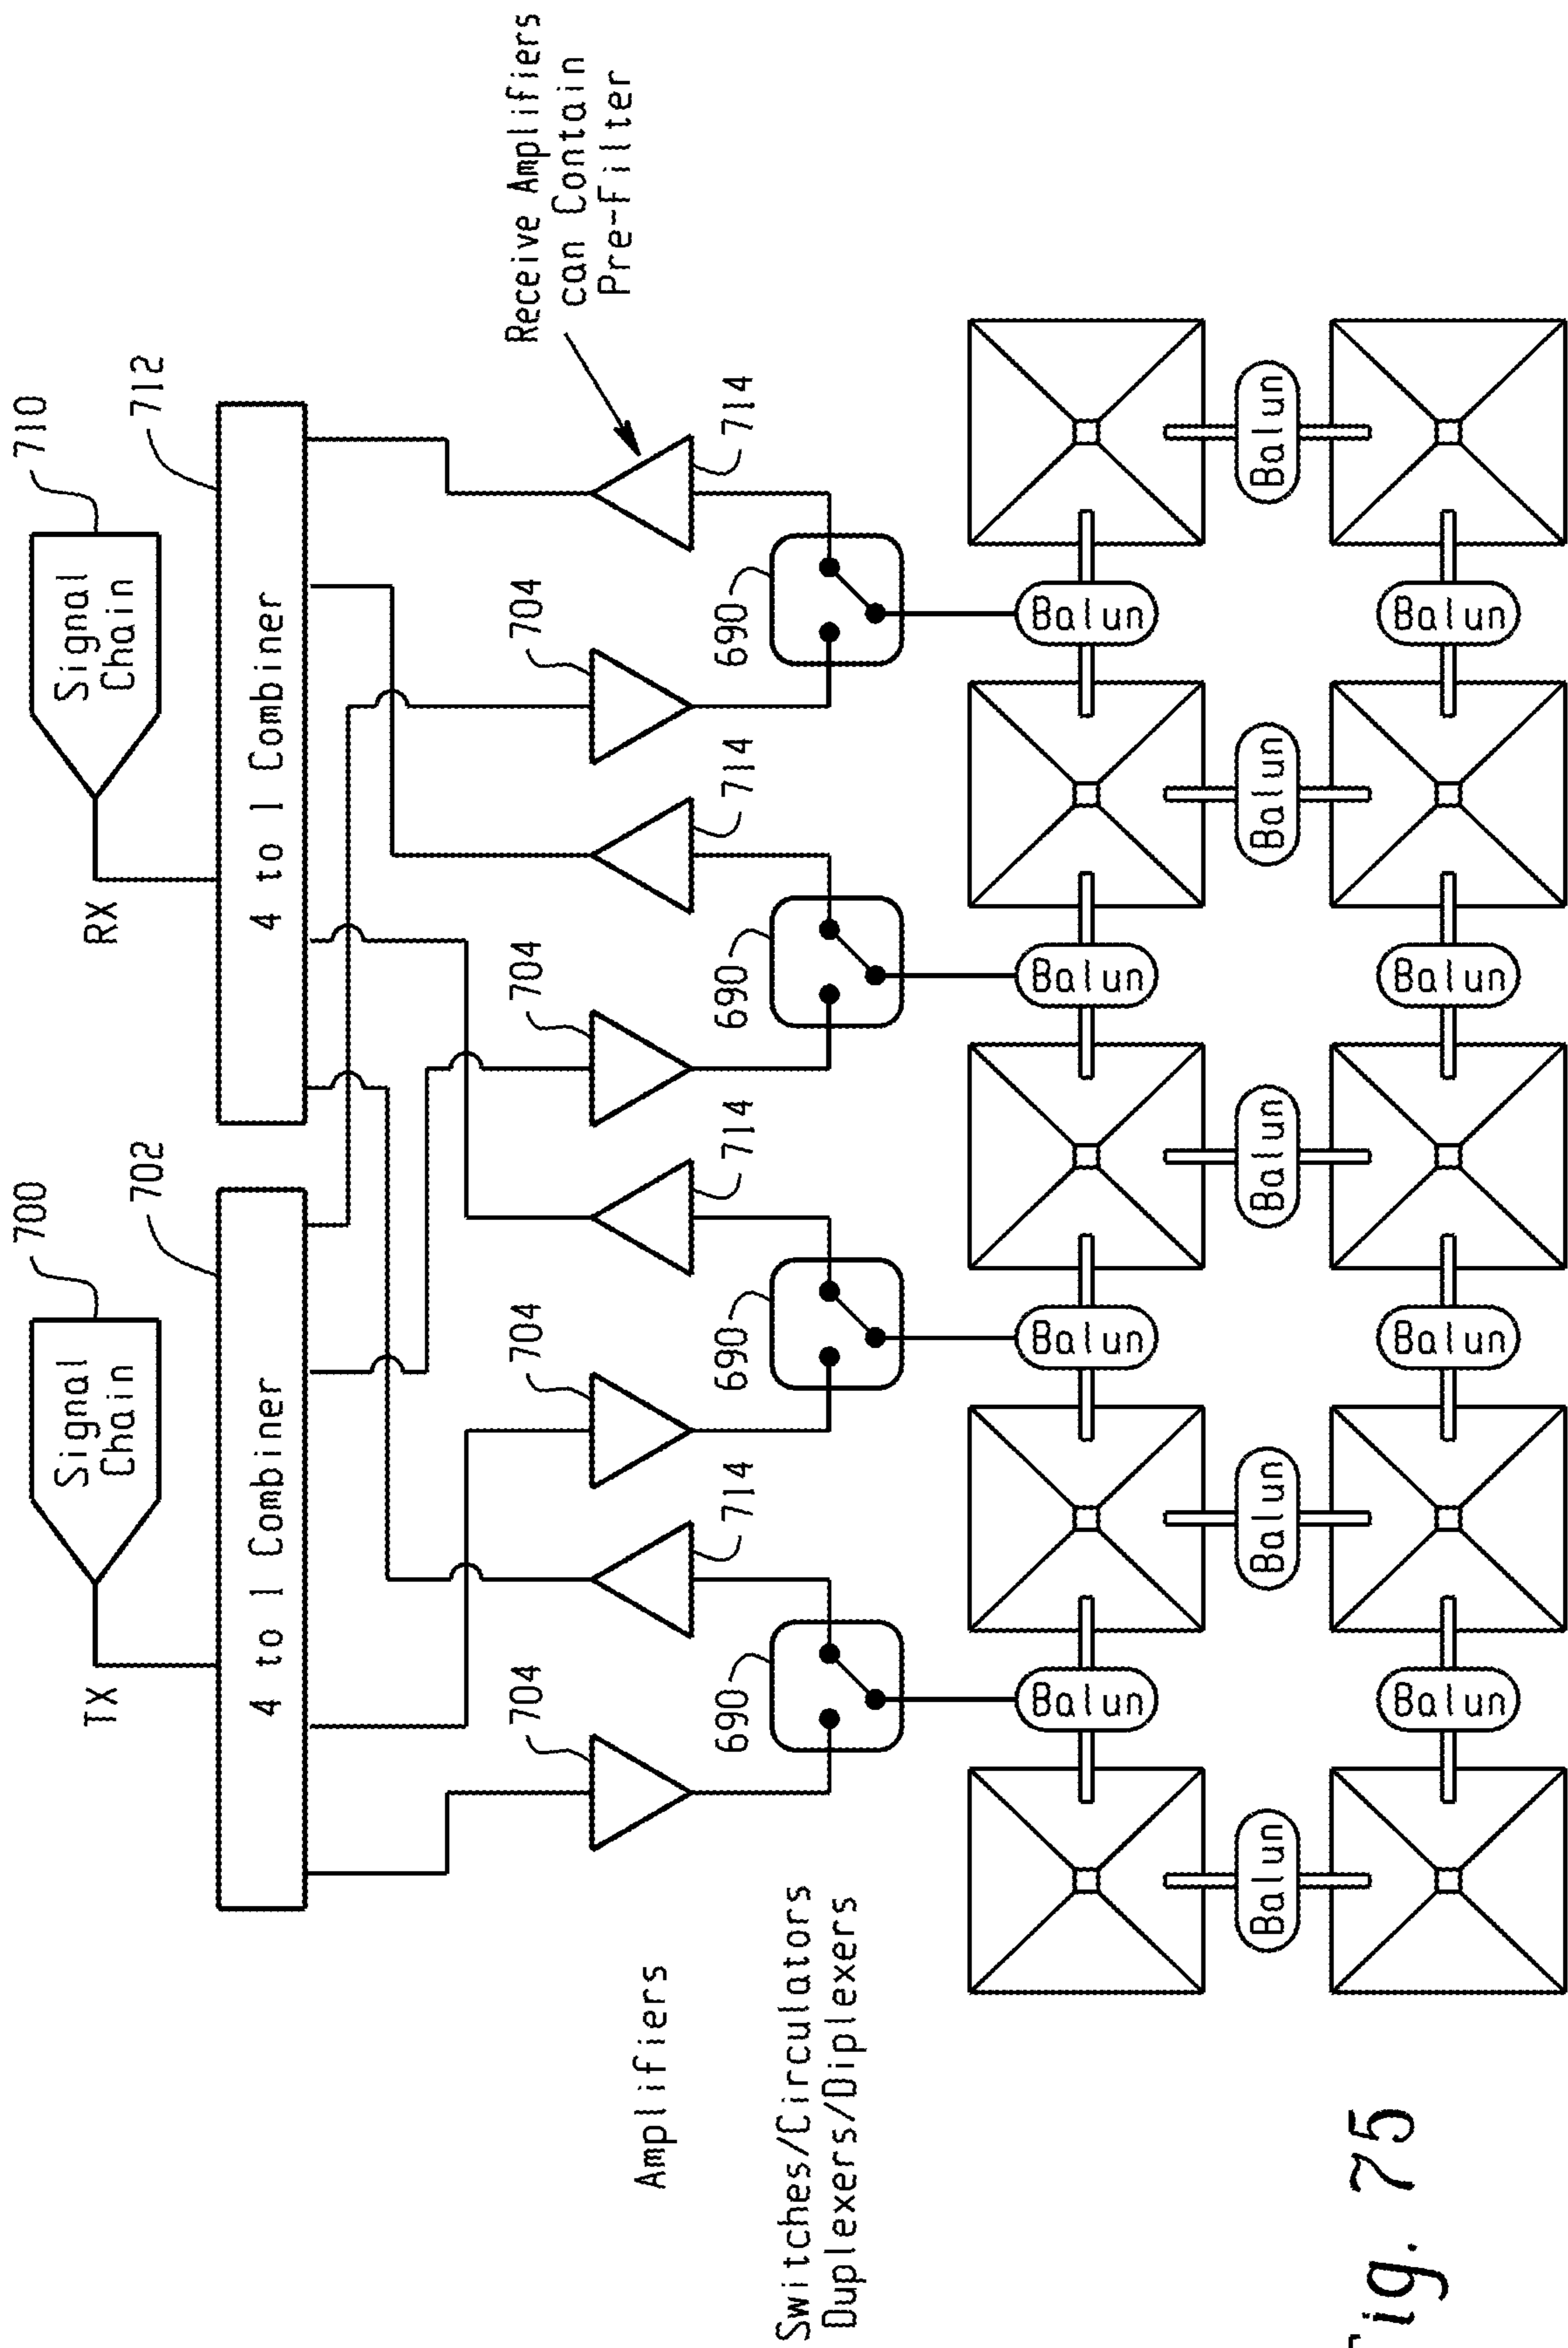 700
710
Signal
Chain
Signal
Chain
TX
702
RX
712
4 to 1 Combiner
4 to 1 Combiner
Receive Amplifiers
can Contain
Pre-Filter
Amplifiers
704
714
704
714
704
714
704
714
Switches/Circulators
Duplexers/Diplexers
690
690
690
690
Balun
Balun
Balun
Balun
Balun
Balun
Balun
Balun
Balun
Balun
Balun
Balun
Balun
Fig. 75